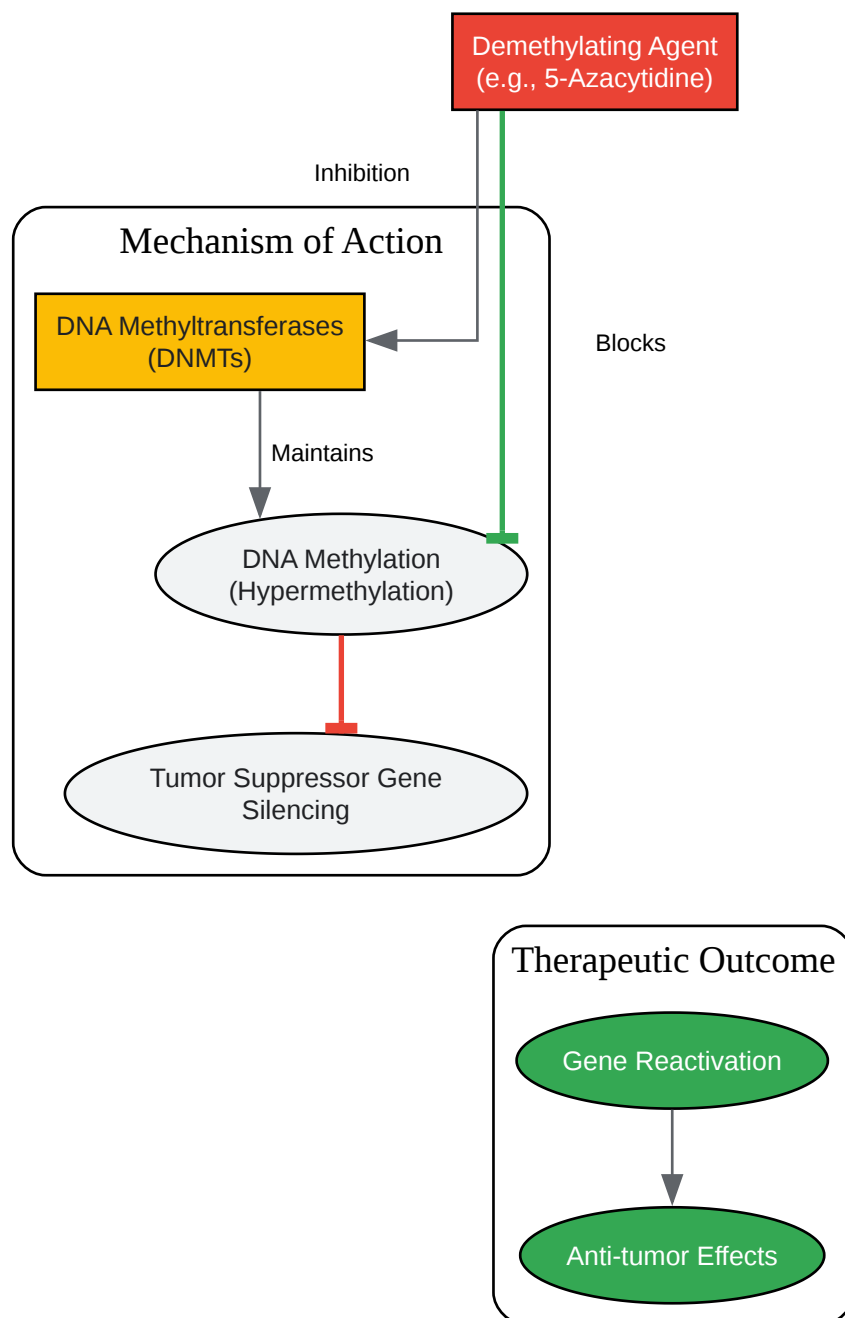 Demethylating Agent
(e.g., 5-Azacytidine)
Inhibition
Mechanism of Action
DNA Methyltransferases
(DNMTs)
Blocks
Maintains
DNA Methylation
(Hypermethylation)
Tumor Suppressor Gene
Silencing
Therapeutic Outcome
Gene Reactivation
Anti-tumor Effects